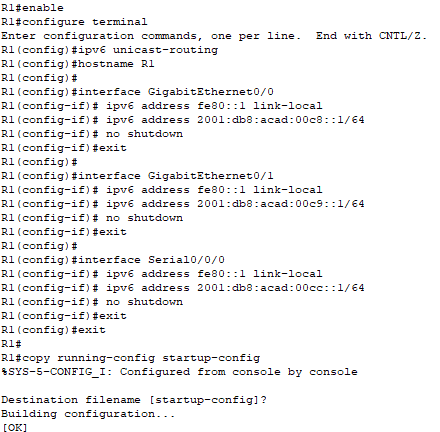 R1#enable
R1#configure terminal
Enter configuration commands, one per line.  End with CNTL/Z.
R1(config)#ipv6 unicast-routing
R1(config)#hostname R1
R1(config)#
R1(config)#interface GigabitEthernet0/0
R1(config-if)# ipv6 address fe80::1 link-local
R1(config-if)# ipv6 address 2001:db8:acad:00c8::1/64
R1(config-if)# no shutdown
R1(config-if)#exit
R1(config)#
R1(config)#interface GigabitEthernet0/1
R1(config-if)# ipv6 address fe80::1 link-local
R1(config-if)# ipv6 address 2001:db8:acad:00c9::1/64
R1(config-if)# no shutdown
R1(config-if)#exit
R1(config)#
R1(config)#interface Serial0/0/0
R1(config-if)# ipv6 address fe80::1 link-local
R1(config-if)# ipv6 address 2001:db8:acad:00cc::1/64
R1(config-if)# no shutdown
R1(config-if)#exit
R1(config)#exit
R1#
R1#copy running-config startup-config
%SYS-5-CONFIG_I: Configured from console by console
Destination filename [startup-config]?
Building configuration...
[OK]